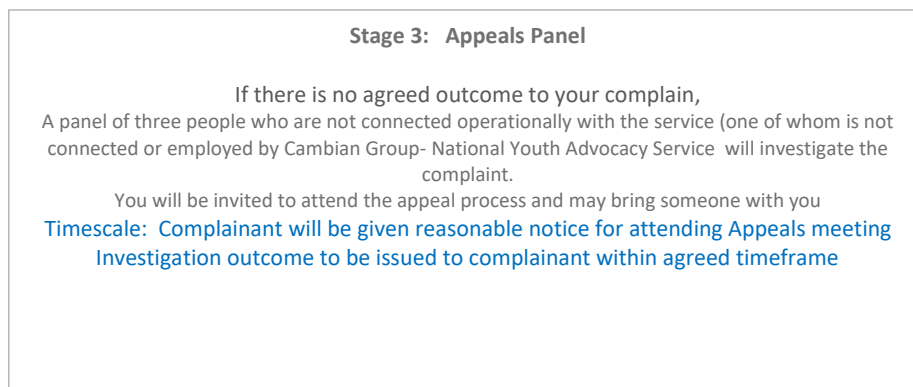 Stage 3:   Appeals Panel
If there is no agreed outcome to your complain,
A panel of three people who are not connected operationally with the service (one of whom is not
connected or employed by Cambian Group- National Youth Advocacy Service  will investigate the
complaint.
You will be invited to attend the appeal process and may bring someone with you
Timescale:  Complainant will be given reasonable notice for attending Appeals meeting
Investigation outcome to be issued to complainant within agreed timeframe